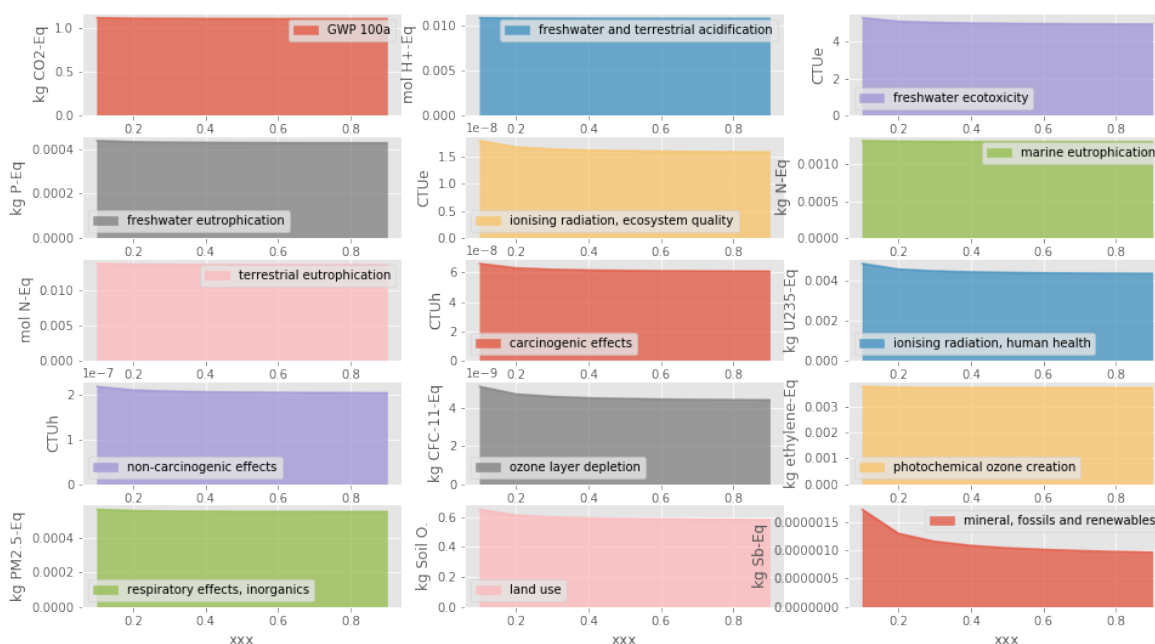 kg CO2-Eq
1.0
0.5
0.0
GWP 100a
0.2 0.4 0.6 0.8
mol H+-Eq
0.010
0.005
0.000
freshwater and terrestrial acidification
0.2 0.4 0.6 0.8
CTUe
4
2
0
freshwater ecotoxicity
0.2 0.4 0.6 0.8
kg P-Eq
0.0004
0.0002
0.0000
freshwater eutrophication
0.2 0.4 0.6 0.8
1e-8
CTUe
1.5
1.0
0.5
0.0
ionising radiation, ecosystem quality
0.2 0.4 0.6 0.8
kg N-Eq
0.0010
0.0005
0.0000
marine eutrophication
0.2 0.4 0.6 0.8
mol N-Eq
0.010
0.005
0.000
terrestrial eutrophication
0.2 0.4 0.6 0.8
1e-8
CTUh
6
4
2
0
carcinogenic effects
0.2 0.4 0.6 0.8
kg U235-Eq
0.004
0.002
0.000
ionising radiation, human health
0.2 0.4 0.6 0.8
1e-7
CTUh
2
1
0
non-carcinogenic effects
0.2 0.4 0.6 0.8
1e-9
kg CFC-11-Eq
4
2
0
ozone layer depletion
0.2 0.4 0.6 0.8
kg ethylene-Eq
0.003
0.002
0.001
0.000
photochemical ozone creation
0.2 0.4 0.6 0.8
kg PM2.5-Eq
0.0004
0.0002
0.0000
respiratory effects, inorganics
0.2 0.4 0.6 0.8
xxx
kg Soil O.
0.6
0.4
0.2
0.0
land use
0.2 0.4 0.6 0.8
xxx
kg Sb-Eq
0.0000015
0.0000010
0.0000005
0.0000000
mineral, fossils and renewables
0.2 0.4 0.6 0.8
xxx